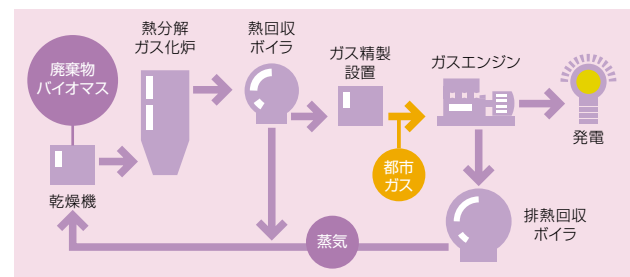 廃棄物
バイオマス
乾燥機
熱分解
ガス化炉
熱回収
ボイラ
ガス精製
設置
都市
ガス
ガスエンジン
発電
排熱回収
ボイラ
蒸気